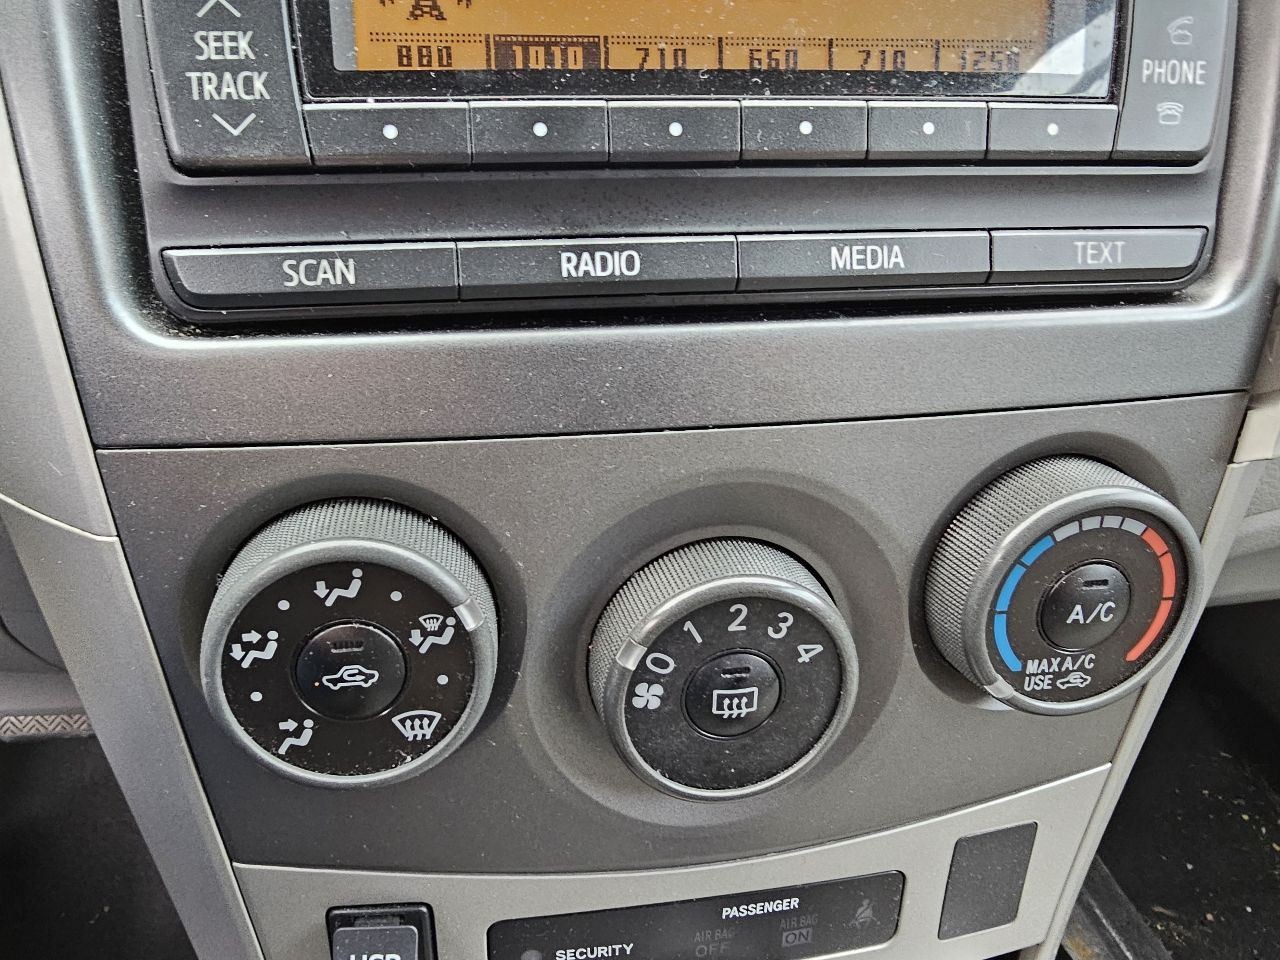 SEEK
TRACK
880 1010 710 660 710 1250
PHONE
SCAN RADIO MEDIA TEXT
0 1 2 3 4
A/C
MAX A/C
USE
PASSENGER
AIR BAG
OFF
AIR BAG
ON
SECURITY